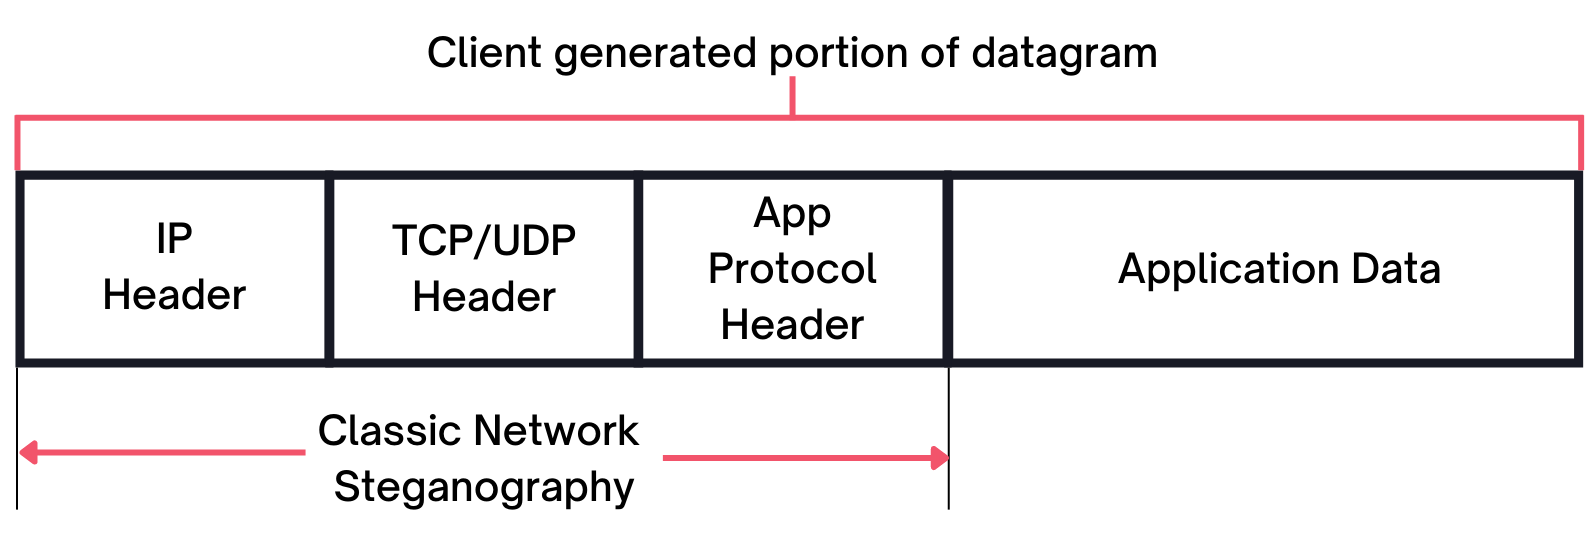 Client generated portion of datagram
IP
Header
TCP/UDP
Header
App
Protocol
Header
Application Data
Classic Network
Steganography